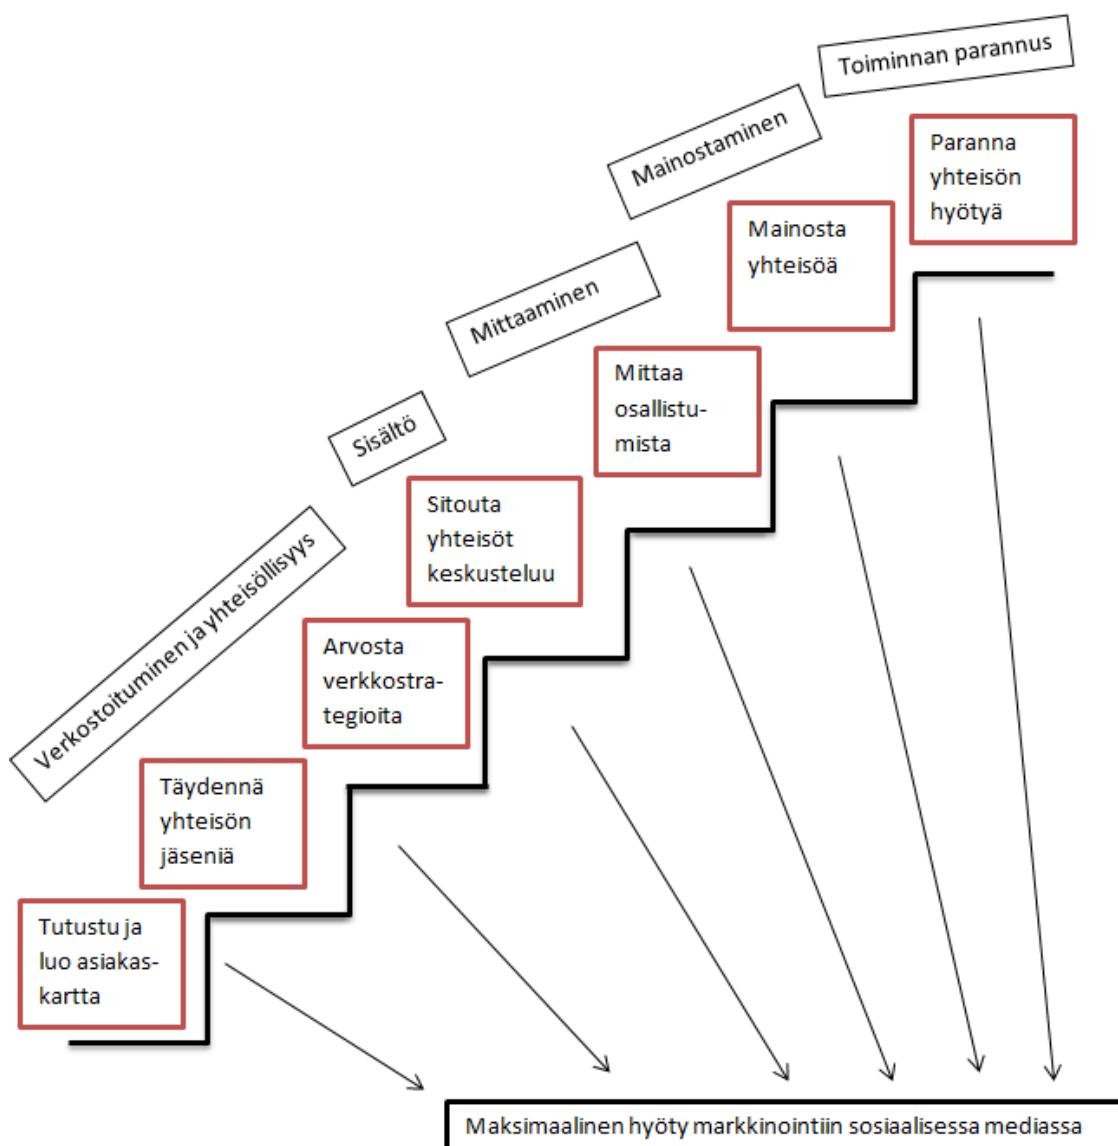 Toiminnan parannus
Mainostaminen
Paranna
yhteisön
hyötyä
Mainosta
yhteisöä
Mittaaminen
Mittaa
osallistu-
mista
Sisältö
Sitouta
yhteisöt
keskusteluu
Verkostoituminen ja yhteisöllisyys
Arvosta
verkkostra-
tegioita
Täydennä
yhteisön
jäseniä
Tutustu ja
luo asiakas-
kartta
Maksimaalinen hyöty markkinointiin sosiaalisessa mediassa